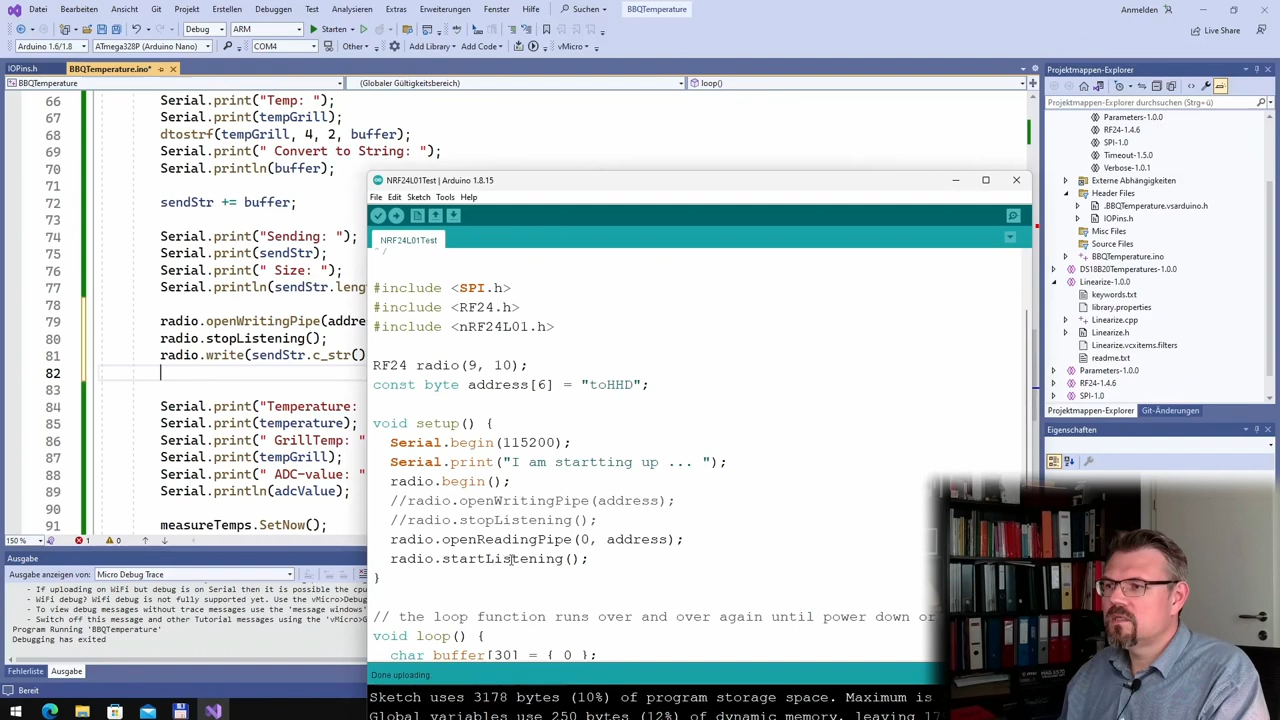 Datei Bearbeiten Ansicht Git Projekt Erstellen Debuggen Test Analysieren Extras Erweiterungen Fenster Hilfe Suchen BBQTemperature Anmelden
Debug ARM Starten Live Share
Arduino 1.6/1.8 ATmega328P (Arduino Nano) COM4 Other Add Library Add Code vMicro
IOPins.h BBQTemperature.ino*
BBQTemperature (Globaler Gültigkeitsbereich) loop()
66 Serial.print("Temp: ");
67 Serial.print(tempGrill);
68 dtostrf(tempGrill, 4, 2, buffer);
69 Serial.print(" Convert to String: ");
70 Serial.println(buffer);
71
72 sendStr += buffer;
73
74 Serial.print("Sending: ");
75 Serial.print(sendStr);
76 Serial.print(" Size: ");
77 Serial.println(sendStr.leng
78
79 radio.openWritingPipe(addre
80 radio.stopListening();
81 radio.write(sendStr.c_str()
82
83
84 Serial.print("Temperature:
85 Serial.print(temperature);
86 Serial.print(" GrillTemp: "
87 Serial.print(tempGrill);
88 Serial.print(" ADC-value: "
89 Serial.println(adcValue);
90
91 measureTemps.SetNow();
150 % 1 0
Ausgabe
Ausgabe anzeigen von: Micro Debug Trace
- If uploading on WiFi but debug is on Serial then it is possible the cpu
- WiFi debug is not fully supported yet. Use the vMicro>D
- To view debug messages without trace messages use the 'message windows'
- Switch off this message and other Tutorial messages using the 'vMicro>G
Program Running 'BBQTemperature'
Debugging has exited
Fehlerliste Ausgabe
Bereit
NRF24L01Test | Arduino 1.8.15
File Edit Sketch Tools Help
NRF24L01Test
*/
#include <SPI.h>
#include <RF24.h>
#include <nRF24L01.h>
RF24 radio(9, 10);
const byte address[6] = "toHHD";
void setup() {
Serial.begin(115200);
Serial.print("I am startting up ... ");
radio.begin();
//radio.openWritingPipe(address);
//radio.stopListening();
radio.openReadingPipe(0, address);
radio.startListening();
}
// the loop function runs over and over again until power down or
void loop() {
char buffer[30] = { 0 };
Done uploading.
Sketch uses 3178 bytes (10%) of program storage space. Maximum is
Global variables use 250 bytes (12%) of dynamic memory, leaving 17
Projektmappen-Explorer
Projektmappen-Explorer durchsuchen (Strg+ü)
Parameters-1.0.0
RF24-1.4.6
SPI-1.0
Timeout-1.5.0
Verbose-1.0.1
Externe Abhängigkeiten
Header Files
.BBQTemperature.vsarduino.h
IOPins.h
Misc Files
Source Files
BBQTemperature.ino
DS18B20Temperatures-1.0.0
Linearize-1.0.0
keywords.txt
library.properties
Linearize.cpp
Linearize.h
Linearize.vcxitems.filters
readme.txt
Parameters-1.0.0
RF24-1.4.6
SPI-1.0
Projektmappen-Explorer Git-Änderungen
Eigenschaften